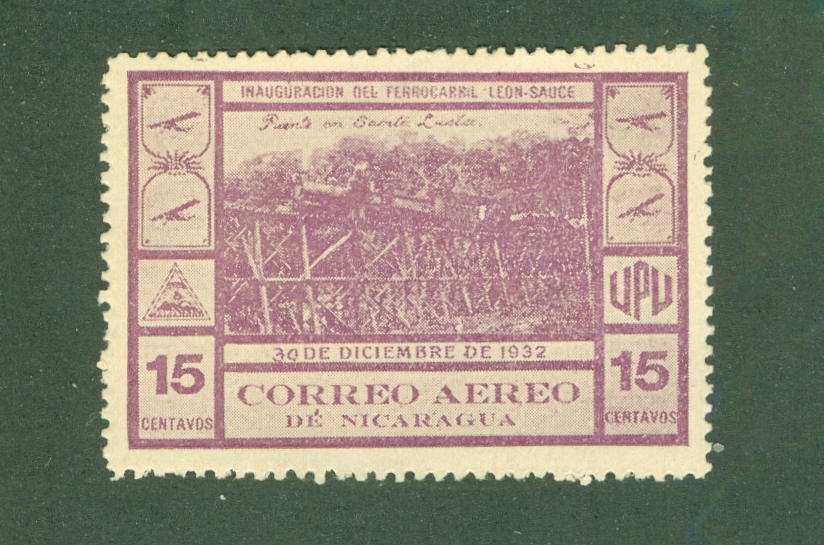 INAUGURACION DEL FERROCARRIL LEON-SAUCE
Puente en Santa Lucia.
UPU
30 DE DICIEMBRE DE 1932
15 CENTAVOS
CORREO AEREO
DE NICARAGUA
15 CENTAVOS